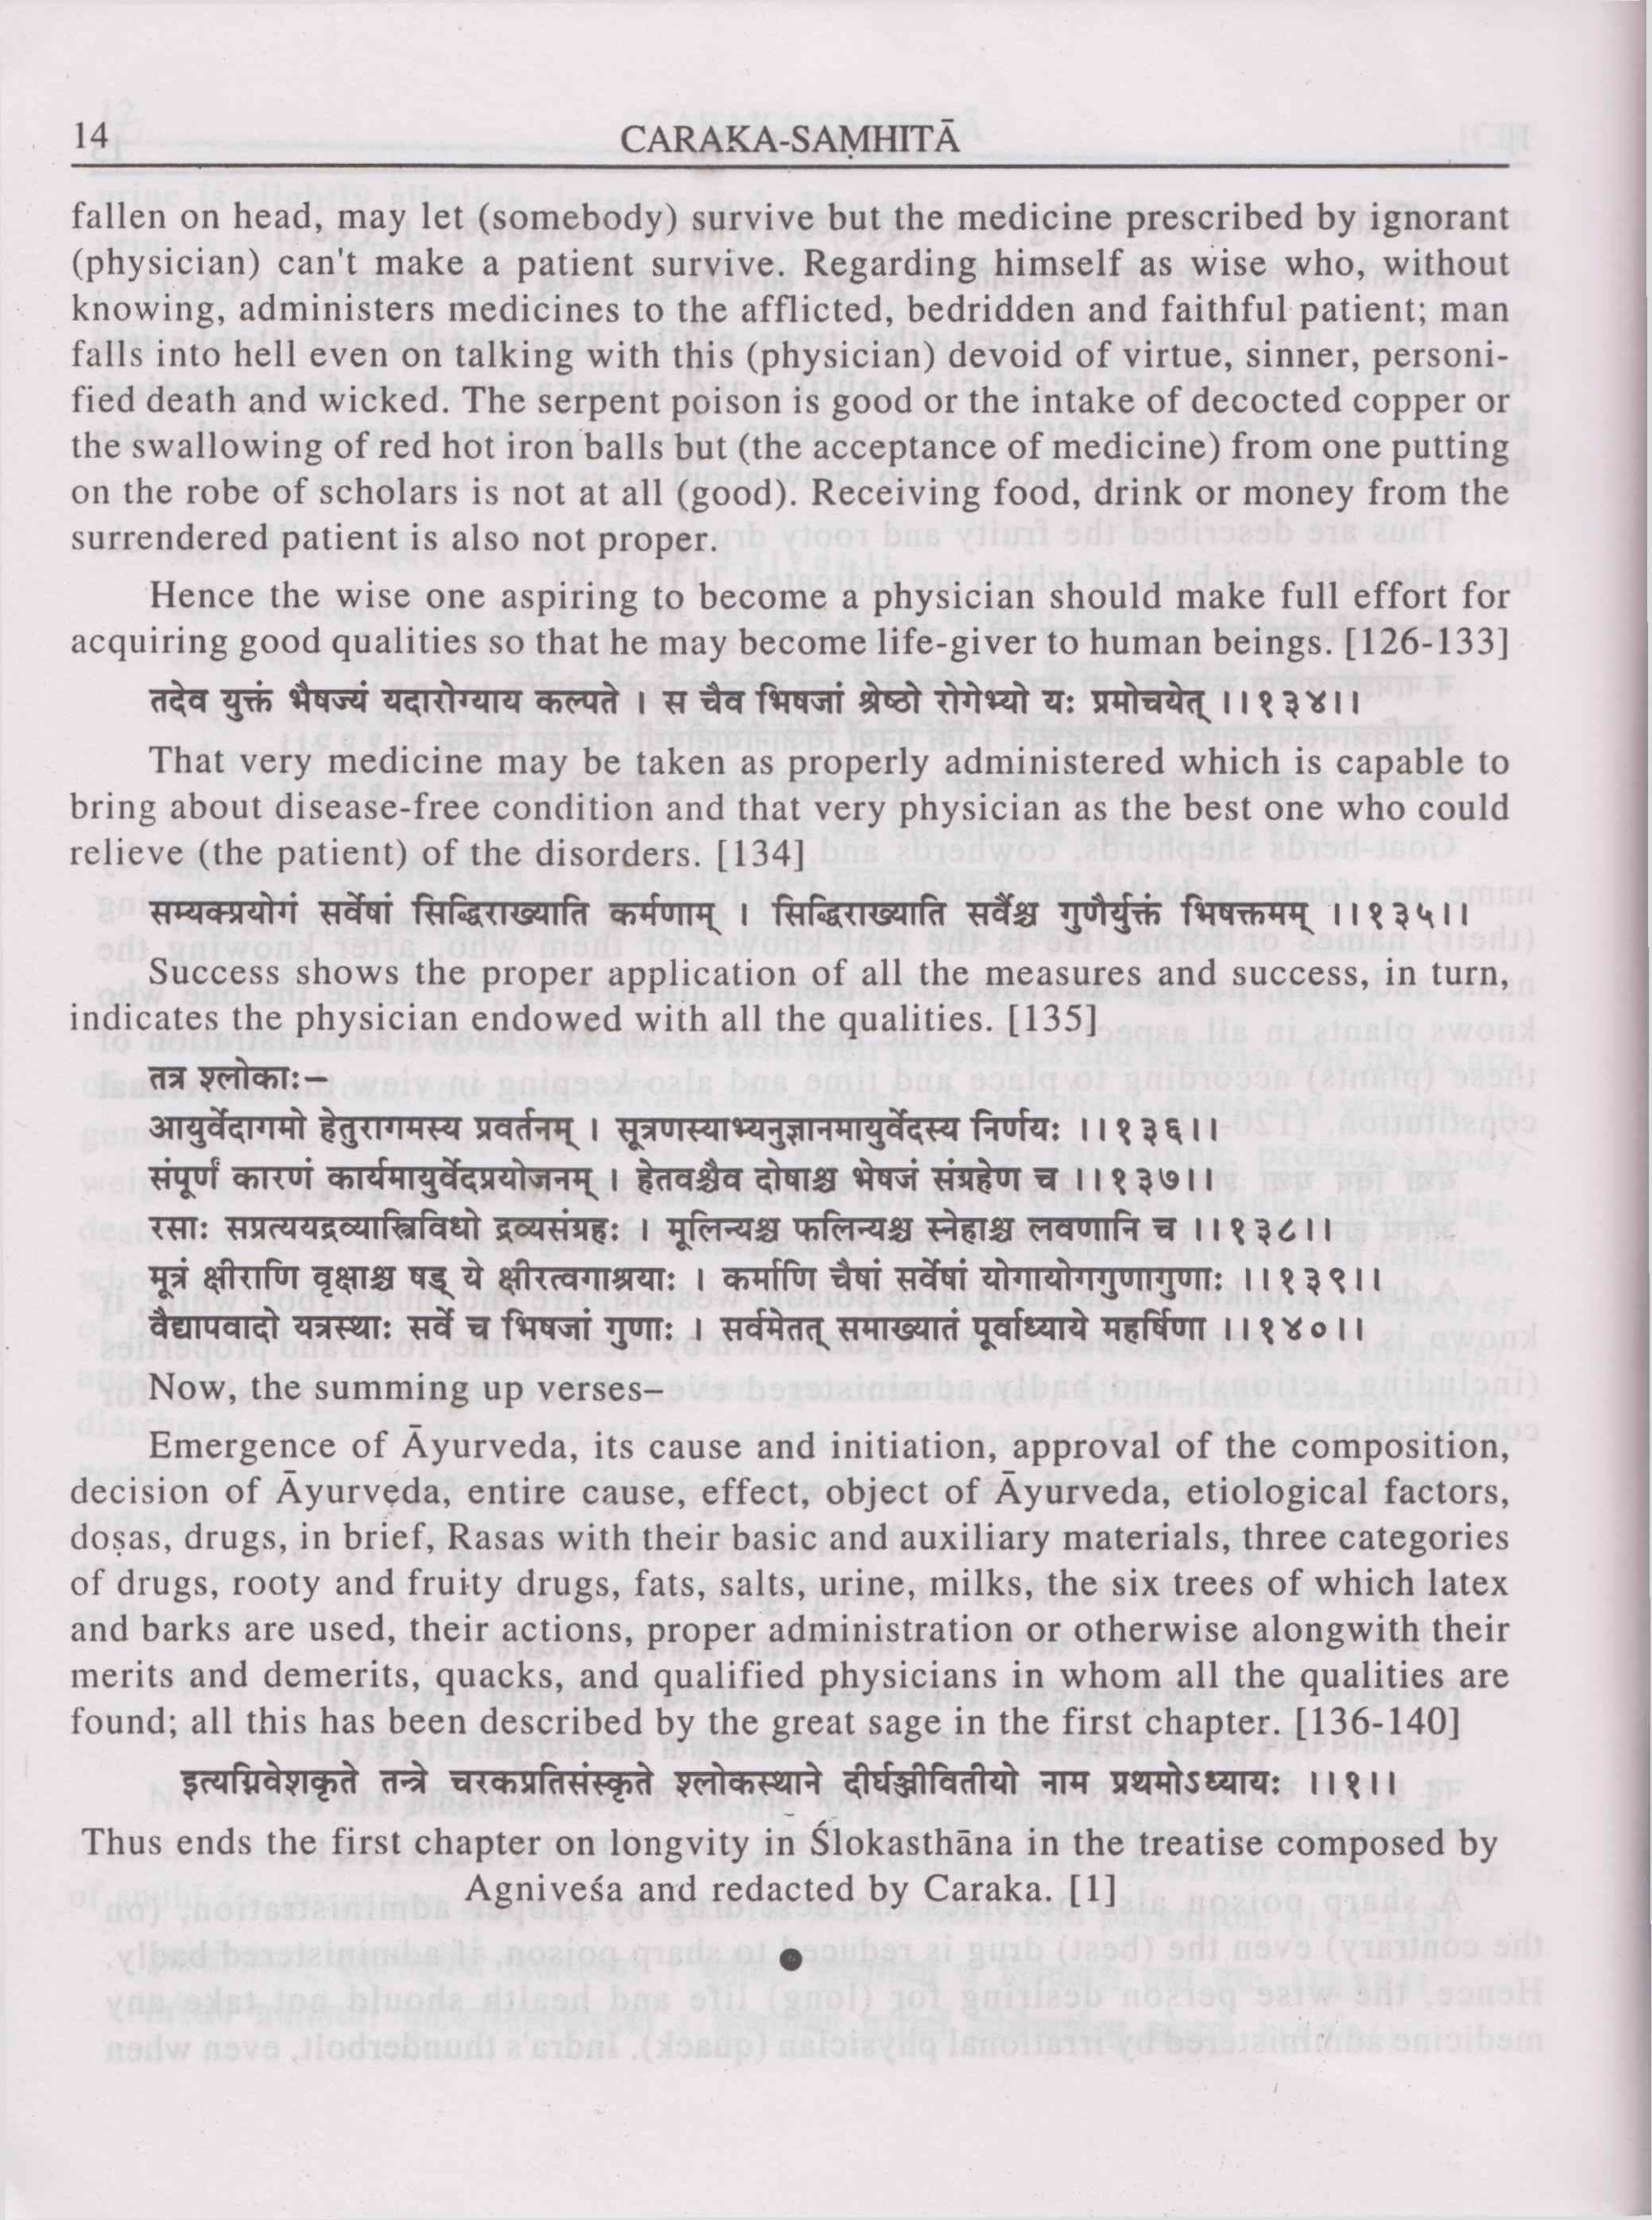 14
CARAKA-SAṂHITĀ
fallen on head, may let (somebody) survive but the medicine prescribed by ignorant
(physician) can't make a patient survive. Regarding himself as wise who, without
knowing, administers medicines to the afflicted, bedridden and faithful patient; man
falls into hell even on talking with this (physician) devoid of virtue, sinner, personi-
fied death and wicked. The serpent poison is good or the intake of decocted copper or
the swallowing of red hot iron balls but (the acceptance of medicine) from one putting
on the robe of scholars is not at all (good). Receiving food, drink or money from the
surrendered patient is also not proper.
Hence the wise one aspiring to become a physician should make full effort for
acquiring good qualities so that he may become life-giver to human beings. [126-133]
तदेव युक्तं भैषज्यं यदारोग्याय कल्पते । स चैव भिषजां श्रेष्ठो रोगेभ्यो यः प्रमोचयेत् ।।१३४।।
That very medicine may be taken as properly administered which is capable to
bring about disease-free condition and that very physician as the best one who could
relieve (the patient) of the disorders. [134]
सम्यक्प्रयोगं सर्वेषां सिद्धिराख्याति कर्मणाम् । सिद्धिराख्याति सर्वैश्च गुणैर्युक्तं भिषक्तमम् ।।१३५।।
Success shows the proper application of all the measures and success, in turn,
indicates the physician endowed with all the qualities. [135]
तत्र श्लोकाः–
आयुर्वेदागमो हेतुरागमस्य प्रवर्तनम् । सूत्रणस्याभ्यनुज्ञानमायुर्वेदस्य निर्णयः ।।१३६।।
संपूर्णं कारणं कार्यमायुर्वेदप्रयोजनम् । हेतवश्चैव दोषाश्च भेषजं संग्रहेण च ।।१३७।।
रसाः सप्रत्ययद्रव्यास्त्रिविधो द्रव्यसंग्रहः । मूलिन्यश्च फलिन्यश्च स्नेहाश्च लवणानि च ।।१३८।।
मूत्रं क्षीराणि वृक्षाश्च षड् ये क्षीरत्वगाश्रयाः । कर्माणि चैषां सर्वेषां योगायोगगुणागुणाः ।।१३९।।
वैद्यापवादो यत्रस्थाः सर्वे च भिषजां गुणाः । सर्वमेतत् समाख्यातं पूर्वाध्याये महर्षिणा ।।१४०।।
Now, the summing up verses–
Emergence of Āyurveda, its cause and initiation, approval of the composition,
decision of Āyurveda, entire cause, effect, object of Āyurveda, etiological factors,
doṣas, drugs, in brief, Rasas with their basic and auxiliary materials, three categories
of drugs, rooty and fruity drugs, fats, salts, urine, milks, the six trees of which latex
and barks are used, their actions, proper administration or otherwise alongwith their
merits and demerits, quacks, and qualified physicians in whom all the qualities are
found; all this has been described by the great sage in the first chapter. [136-140]
इत्यग्निवेशकृते तन्त्रे चरकप्रतिसंस्कृते श्लोकस्थाने दीर्घञ्जीवितीयो नाम प्रथमोऽध्यायः ।।१।।
Thus ends the first chapter on longvity in Ślokasthāna in the treatise composed by
Agniveśa and redacted by Caraka. [1]